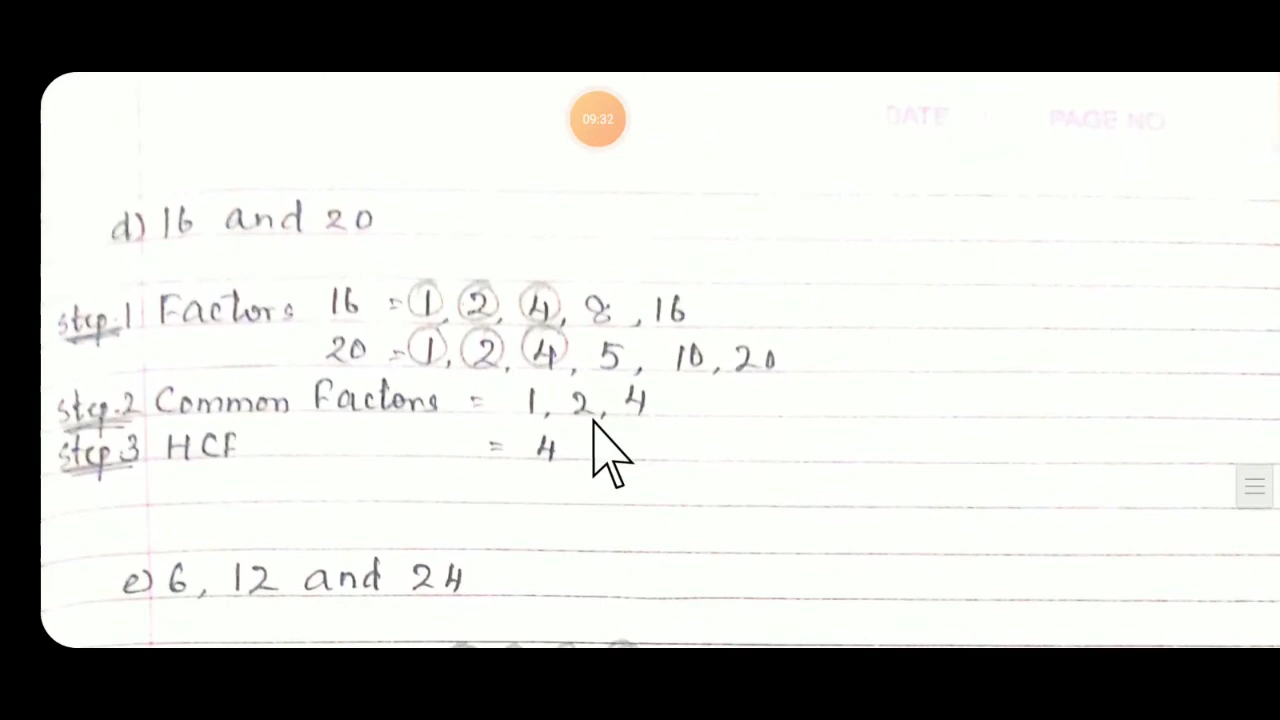 09:32
DATE PAGE NO
d) 16 and 20
Step.1 Factors 16 = 1, 2, 4, 8, 16
20 = 1, 2, 4, 5, 10, 20
Step.2 Common Factors = 1, 2, 4
Step 3 HCF = 4
e) 6, 12 and 24